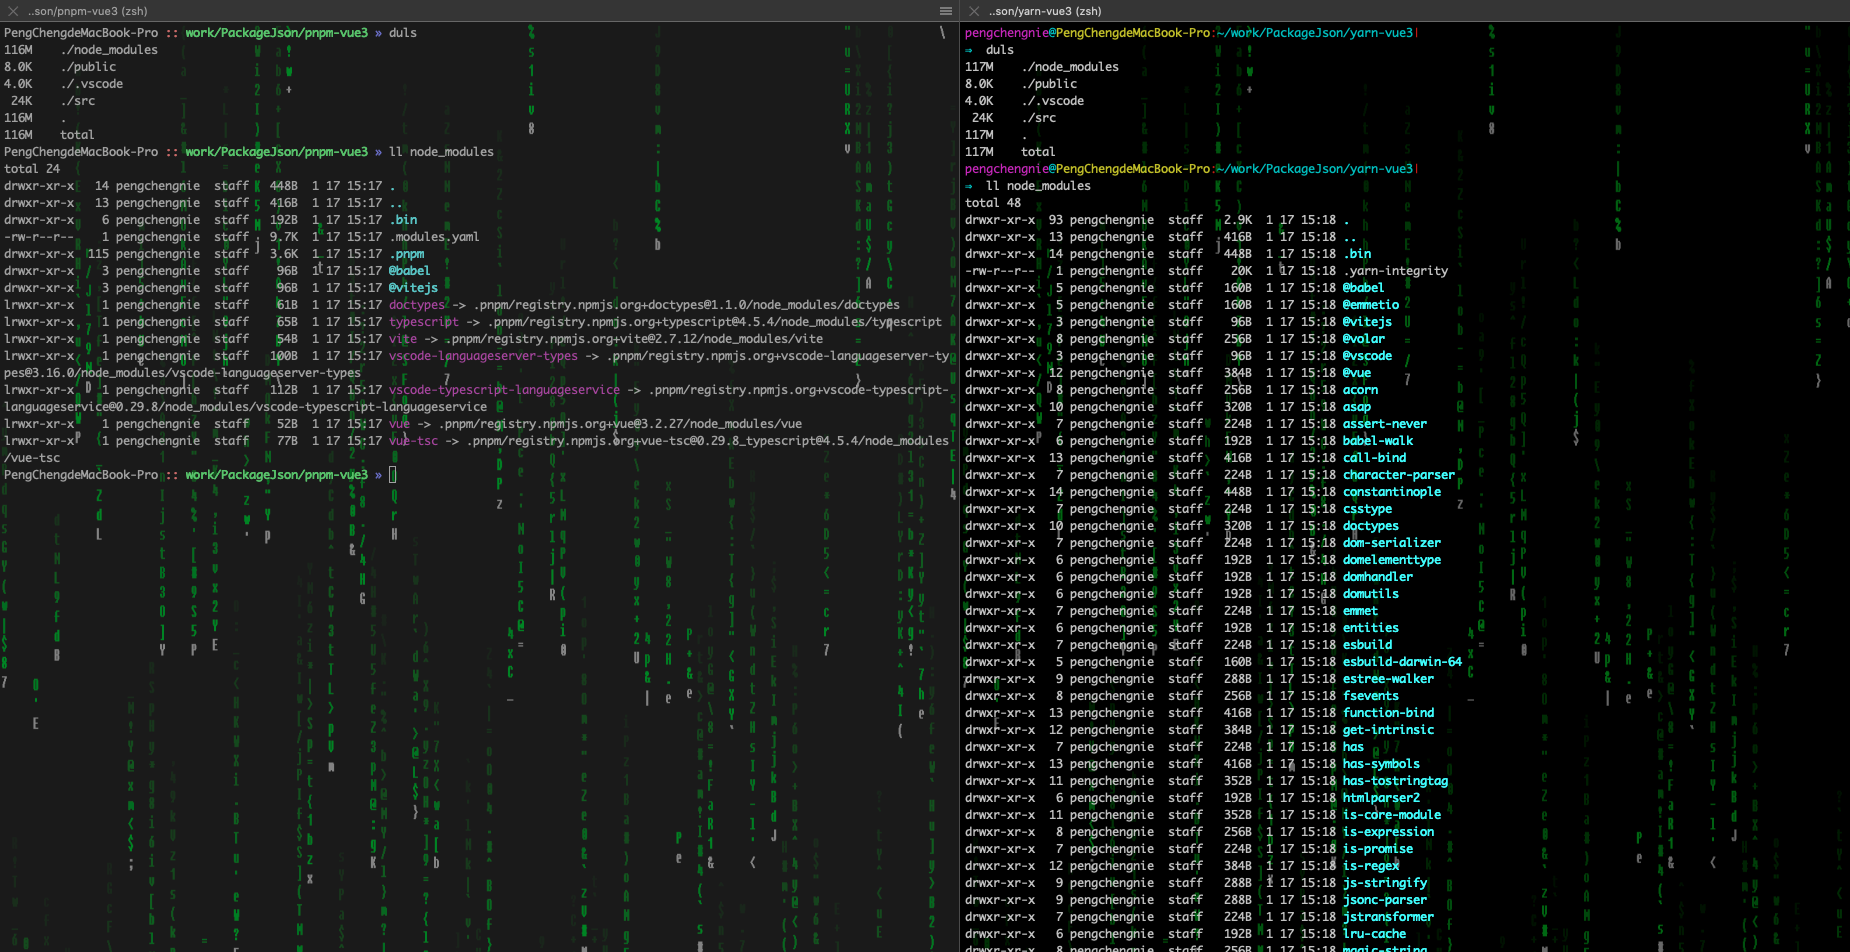 ..son/pnpm-vue3 (zsh)
PengChengdeMacBook-Pro :: work/PackageJson/pnpm-vue3 » duls
116M ./node_modules
8.0K ./public
4.0K ./.vscode
24K ./src
116M .
116M total
PengChengdeMacBook-Pro :: work/PackageJson/pnpm-vue3 » ll node_modules
total 24
drwxr-xr-x 14 pengchengnie staff 448B 1 17 15:17 .
drwxr-xr-x 13 pengchengnie staff 416B 1 17 15:17 ..
drwxr-xr-x 6 pengchengnie staff 192B 1 17 15:17 .bin
-rw-r--r-- 1 pengchengnie staff 9.7K 1 17 15:17 .modules.yaml
drwxr-xr-x 115 pengchengnie staff 3.6K 1 17 15:17 .pnpm
drwxr-xr-x 3 pengchengnie staff 96B 1 17 15:17 @babel
drwxr-xr-x 3 pengchengnie staff 96B 1 17 15:17 @vitejs
lrwxr-xr-x 1 pengchengnie staff 61B 1 17 15:17 doctypes -> .pnpm/registry.npmjs.org+doctypes@1.1.0/node_modules/doctypes
lrwxr-xr-x 1 pengchengnie staff 65B 1 17 15:17 typescript -> .pnpm/registry.npmjs.org+typescript@4.5.4/node_modules/typescript
lrwxr-xr-x 1 pengchengnie staff 54B 1 17 15:17 vite -> .pnpm/registry.npmjs.org+vite@2.7.12/node_modules/vite
lrwxr-xr-x 1 pengchengnie staff 100B 1 17 15:17 vscode-languageserver-types -> .pnpm/registry.npmjs.org+vscode-languageserver-ty
pes@3.16.0/node_modules/vscode-languageserver-types
lrwxr-xr-x 1 pengchengnie staff 112B 1 17 15:17 vscode-typescript-languageservice -> .pnpm/registry.npmjs.org+vscode-typescript-
languageservice@0.29.8/node_modules/vscode-typescript-languageservice
lrwxr-xr-x 1 pengchengnie staff 52B 1 17 15:17 vue -> .pnpm/registry.npmjs.org+vue@3.2.27/node_modules/vue
lrwxr-xr-x 1 pengchengnie staff 77B 1 17 15:17 vue-tsc -> .pnpm/registry.npmjs.org+vue-tsc@0.29.8_typescript@4.5.4/node_modules
/vue-tsc
PengChengdeMacBook-Pro :: work/PackageJson/pnpm-vue3 »
..son/yarn-vue3 (zsh)
pengchengnie@PengChengdeMacBook-Pro:~/work/PackageJson/yarn-vue3|
⇒ duls
117M ./node_modules
8.0K ./public
4.0K ./.vscode
24K ./src
117M .
117M total
pengchengnie@PengChengdeMacBook-Pro:~/work/PackageJson/yarn-vue3|
⇒ ll node_modules
total 48
drwxr-xr-x 93 pengchengnie staff 2.9K 1 17 15:18 .
drwxr-xr-x 13 pengchengnie staff 416B 1 17 15:18 ..
drwxr-xr-x 14 pengchengnie staff 448B 1 17 15:18 .bin
-rw-r--r-- 1 pengchengnie staff 20K 1 17 15:18 .yarn-integrity
drwxr-xr-x 5 pengchengnie staff 160B 1 17 15:18 @babel
drwxr-xr-x 5 pengchengnie staff 160B 1 17 15:18 @emmetio
drwxr-xr-x 3 pengchengnie staff 96B 1 17 15:18 @vitejs
drwxr-xr-x 8 pengchengnie staff 256B 1 17 15:18 @volar
drwxr-xr-x 3 pengchengnie staff 96B 1 17 15:18 @vscode
drwxr-xr-x 12 pengchengnie staff 384B 1 17 15:18 @vue
drwxr-xr-x 8 pengchengnie staff 256B 1 17 15:18 acorn
drwxr-xr-x 10 pengchengnie staff 320B 1 17 15:18 asap
drwxr-xr-x 7 pengchengnie staff 224B 1 17 15:18 assert-never
drwxr-xr-x 6 pengchengnie staff 192B 1 17 15:18 babel-walk
drwxr-xr-x 13 pengchengnie staff 416B 1 17 15:18 call-bind
drwxr-xr-x 7 pengchengnie staff 224B 1 17 15:18 character-parser
drwxr-xr-x 14 pengchengnie staff 448B 1 17 15:18 constantinople
drwxr-xr-x 7 pengchengnie staff 224B 1 17 15:18 csstype
drwxr-xr-x 10 pengchengnie staff 320B 1 17 15:18 doctypes
drwxr-xr-x 7 pengchengnie staff 224B 1 17 15:18 dom-serializer
drwxr-xr-x 6 pengchengnie staff 192B 1 17 15:18 domelementtype
drwxr-xr-x 6 pengchengnie staff 192B 1 17 15:18 domhandler
drwxr-xr-x 6 pengchengnie staff 192B 1 17 15:18 domutils
drwxr-xr-x 7 pengchengnie staff 224B 1 17 15:18 emmet
drwxr-xr-x 6 pengchengnie staff 192B 1 17 15:18 entities
drwxr-xr-x 7 pengchengnie staff 224B 1 17 15:18 esbuild
drwxr-xr-x 5 pengchengnie staff 160B 1 17 15:18 esbuild-darwin-64
drwxr-xr-x 9 pengchengnie staff 288B 1 17 15:18 estree-walker
drwxr-xr-x 8 pengchengnie staff 256B 1 17 15:18 fsevents
drwxr-xr-x 13 pengchengnie staff 416B 1 17 15:18 function-bind
drwxr-xr-x 12 pengchengnie staff 384B 1 17 15:18 get-intrinsic
drwxr-xr-x 7 pengchengnie staff 224B 1 17 15:18 has
drwxr-xr-x 13 pengchengnie staff 416B 1 17 15:18 has-symbols
drwxr-xr-x 11 pengchengnie staff 352B 1 17 15:18 has-tostringtag
drwxr-xr-x 6 pengchengnie staff 192B 1 17 15:18 htmlparser2
drwxr-xr-x 11 pengchengnie staff 352B 1 17 15:18 is-core-module
drwxr-xr-x 8 pengchengnie staff 256B 1 17 15:18 is-expression
drwxr-xr-x 7 pengchengnie staff 224B 1 17 15:18 is-promise
drwxr-xr-x 12 pengchengnie staff 384B 1 17 15:18 is-regex
drwxr-xr-x 9 pengchengnie staff 288B 1 17 15:18 js-stringify
drwxr-xr-x 9 pengchengnie staff 288B 1 17 15:18 jsonc-parser
drwxr-xr-x 7 pengchengnie staff 224B 1 17 15:18 jstransformer
drwxr-xr-x 6 pengchengnie staff 192B 1 17 15:18 lru-cache
drwxr-xr-x 8 pengchengnie staff 256B 1 17 15:18 magic-string